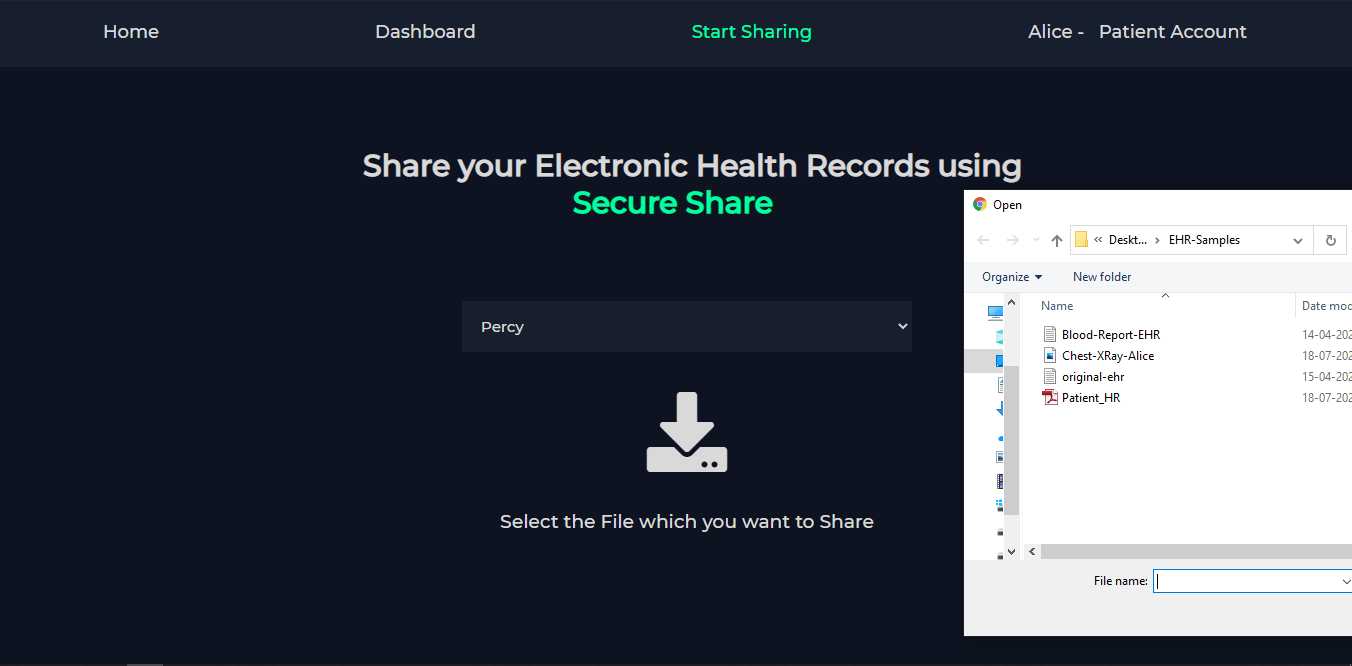 Home Dashboard Start Sharing Alice - Patient Account
Share your Electronic Health Records using
Secure Share
Percy
Select the File which you want to Share
Open
« Deskt... › EHR-Samples
Organize New folder
Name Date mod
Blood-Report-EHR 14-04-202
Chest-XRay-Alice 18-07-202
original-ehr 15-04-202
Patient_HR 18-07-202
File name: